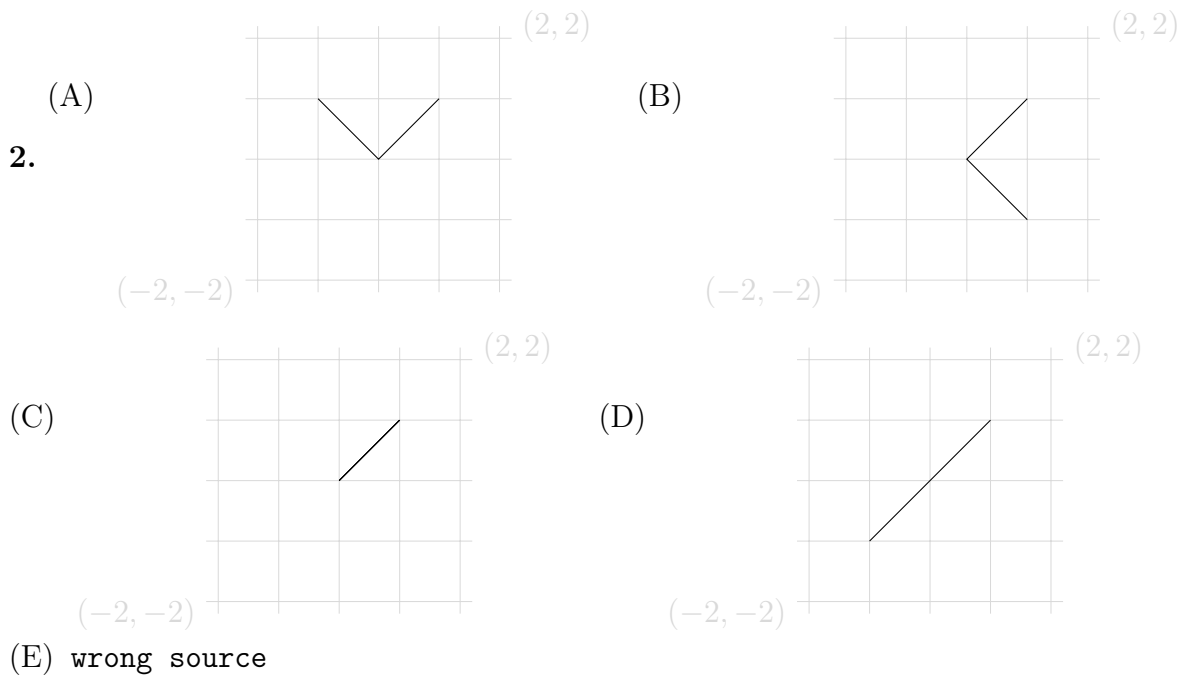 (2, 2) (2, 2)
(A) (B)
2.
(−2, −2) (−2, −2)
(2, 2) (2, 2)
(C) (D)
(−2, −2) (−2, −2)
(E) wrong source